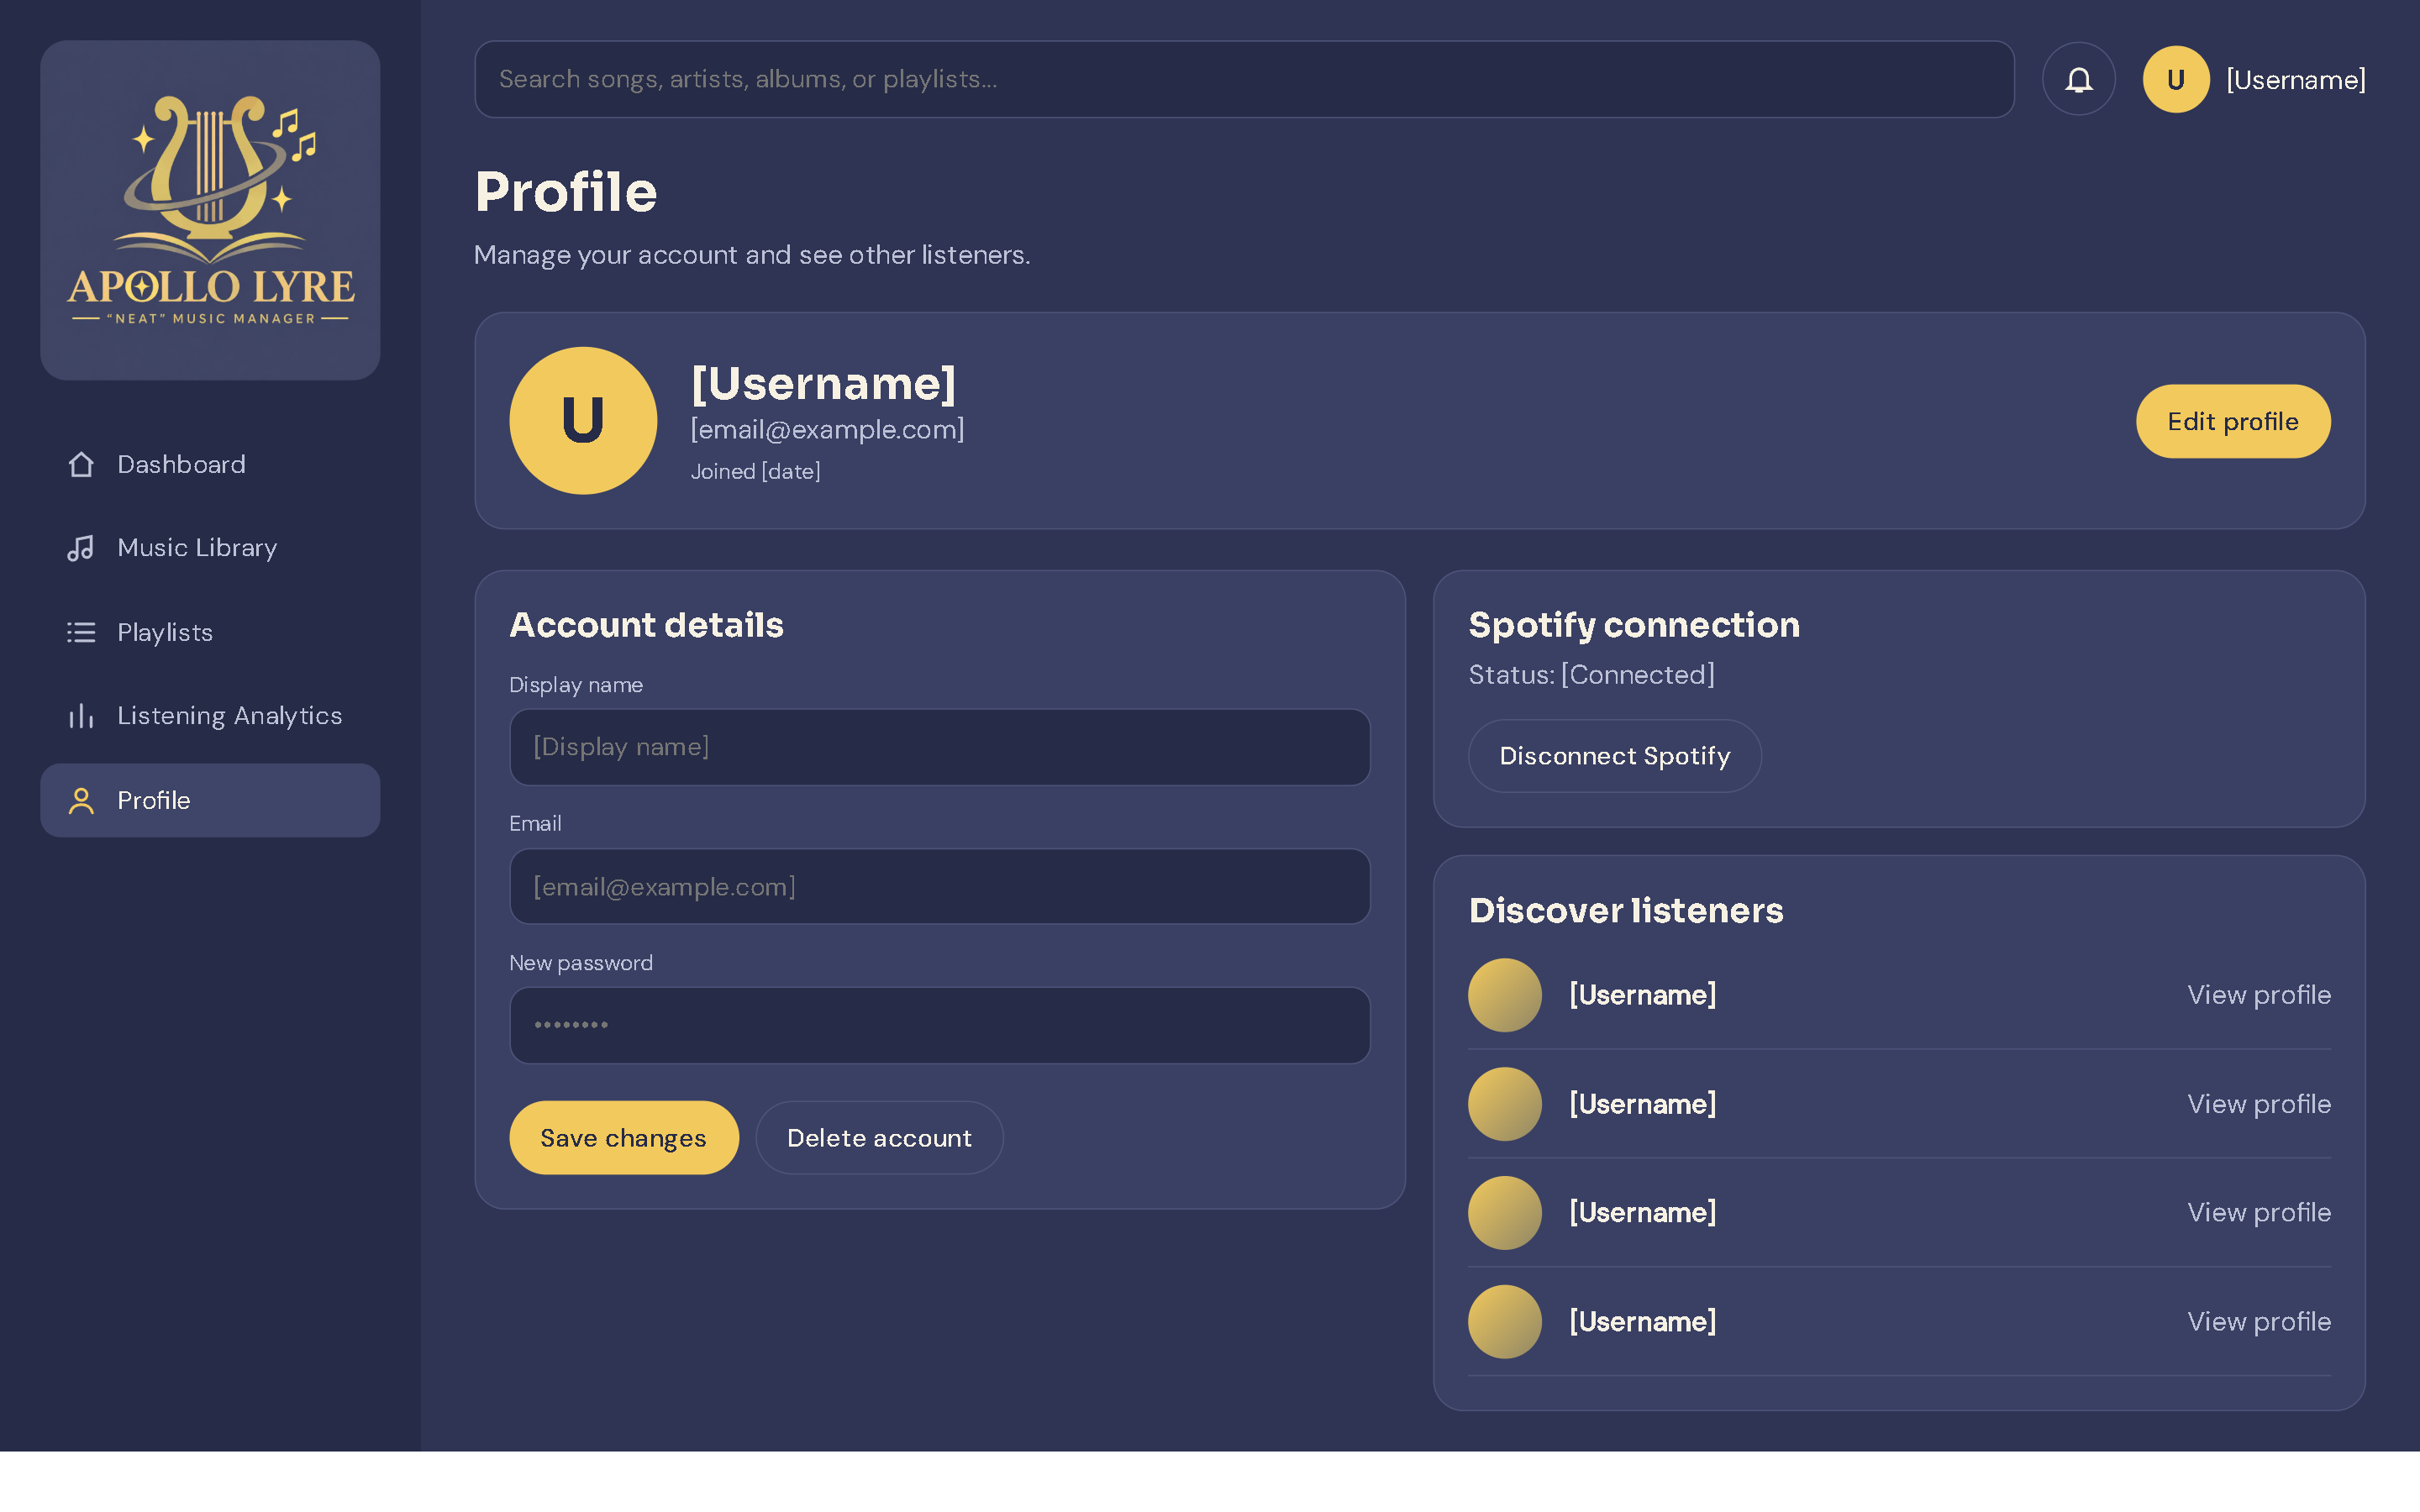 APOLLO LYRE
"NEAT" MUSIC MANAGER
Dashboard
Music Library
Playlists
Listening Analytics
Profile
Search songs, artists, albums, or playlists...
U
[Username]
Profile
Manage your account and see other listeners.
U
[Username]
[email@example.com]
Joined [date]
Edit profile
Account details
Display name
[Display name]
Email
[email@example.com]
New password
••••••••
Save changes
Delete account
Spotify connection
Status: [Connected]
Disconnect Spotify
Discover listeners
[Username]
View profile
[Username]
View profile
[Username]
View profile
[Username]
View profile